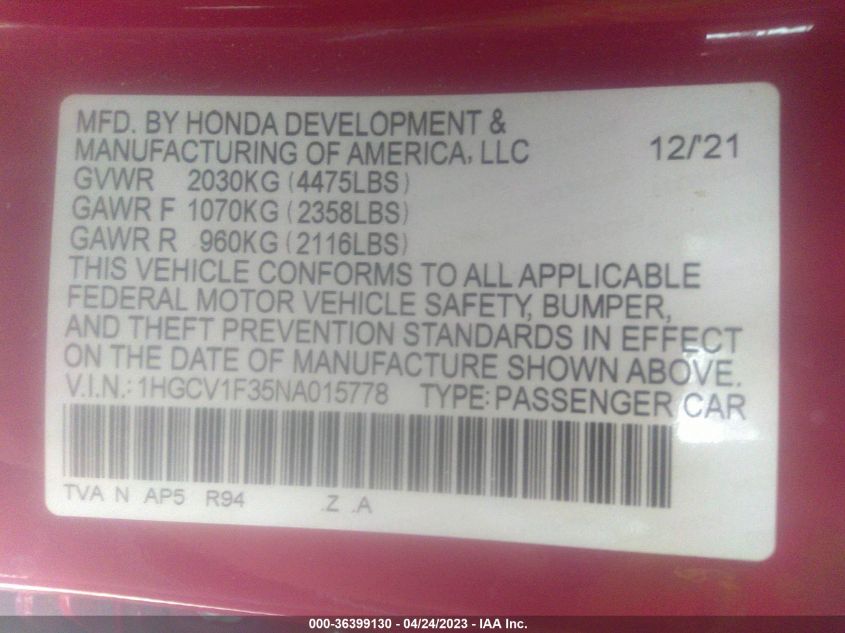 MFD. BY HONDA DEVELOPMENT &
MANUFACTURING OF AMERICA, LLC 12/'21
GVWR 2030KG (4475LBS)
GAWR F 1070KG (2358LBS)
GAWR R 960KG (2116LBS)
THIS VEHICLE CONFORMS TO ALL APPLICABLE
FEDERAL MOTOR VEHICLE SAFETY, BUMPER,
AND THEFT PREVENTION STANDARDS IN EFFECT
ON THE DATE OF MANUFACTURE SHOWN ABOVE.
V.I.N.: 1HGCV1F35NA015778 TYPE: PASSENGER CAR
TVA N AP5 R94 .Z .A
000-36399130 - 04/24/2023 - IAA Inc.